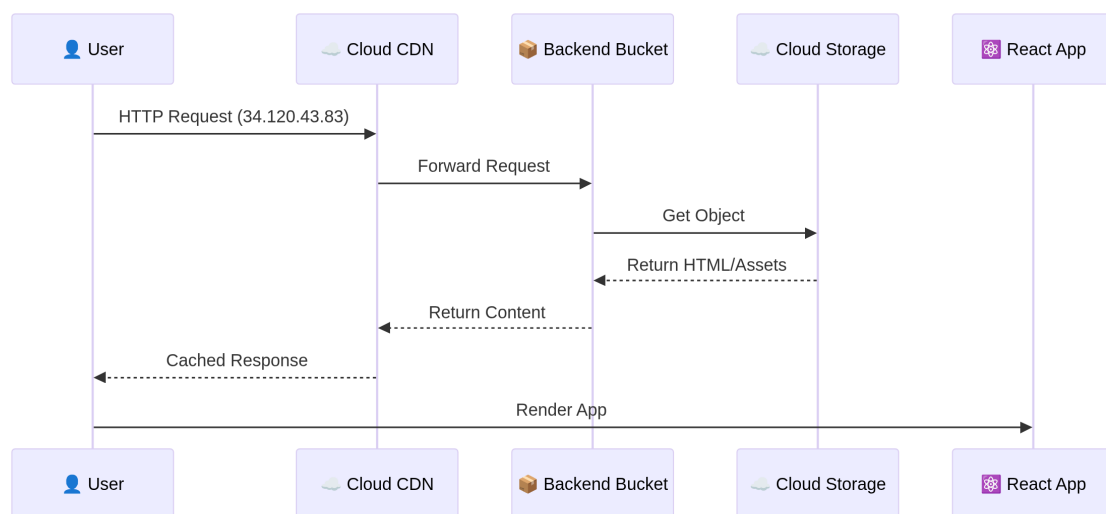 👤 User
☁️ Cloud CDN
📦 Backend Bucket
☁️ Cloud Storage
⚛️ React App
HTTP Request (34.120.43.83)
Forward Request
Get Object
Return HTML/Assets
Return Content
Cached Response
Render App
👤 User
☁️ Cloud CDN
📦 Backend Bucket
☁️ Cloud Storage
⚛️ React App